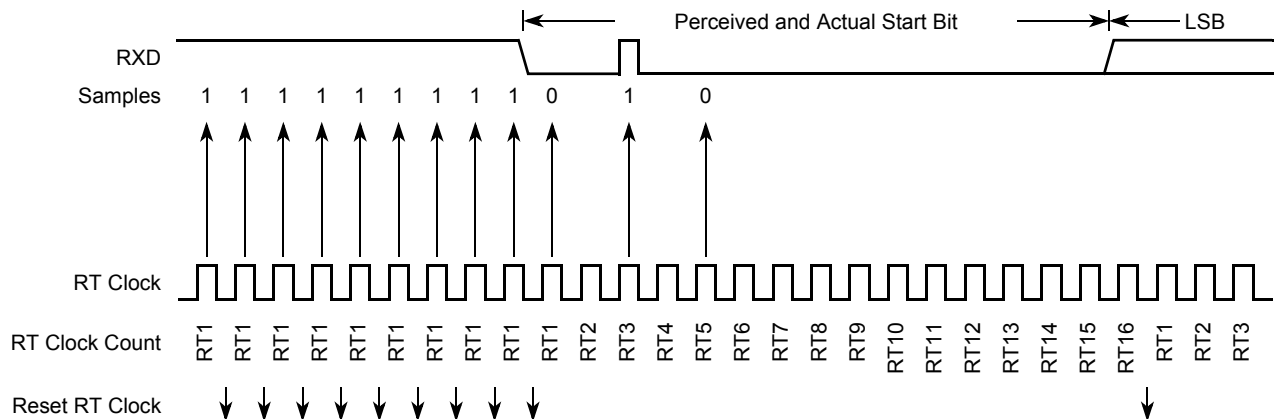 Perceived and Actual Start Bit LSB
RXD
Samples 1 1 1 1 1 1 1 1 1 0 1 0
RT Clock
RT Clock Count RT1 RT1 RT1 RT1 RT1 RT1 RT1 RT1 RT1 RT1 RT2 RT3 RT4 RT5 RT6 RT7 RT8 RT9 RT10 RT11 RT12 RT13 RT14 RT15 RT16 RT1 RT2 RT3
Reset RT Clock